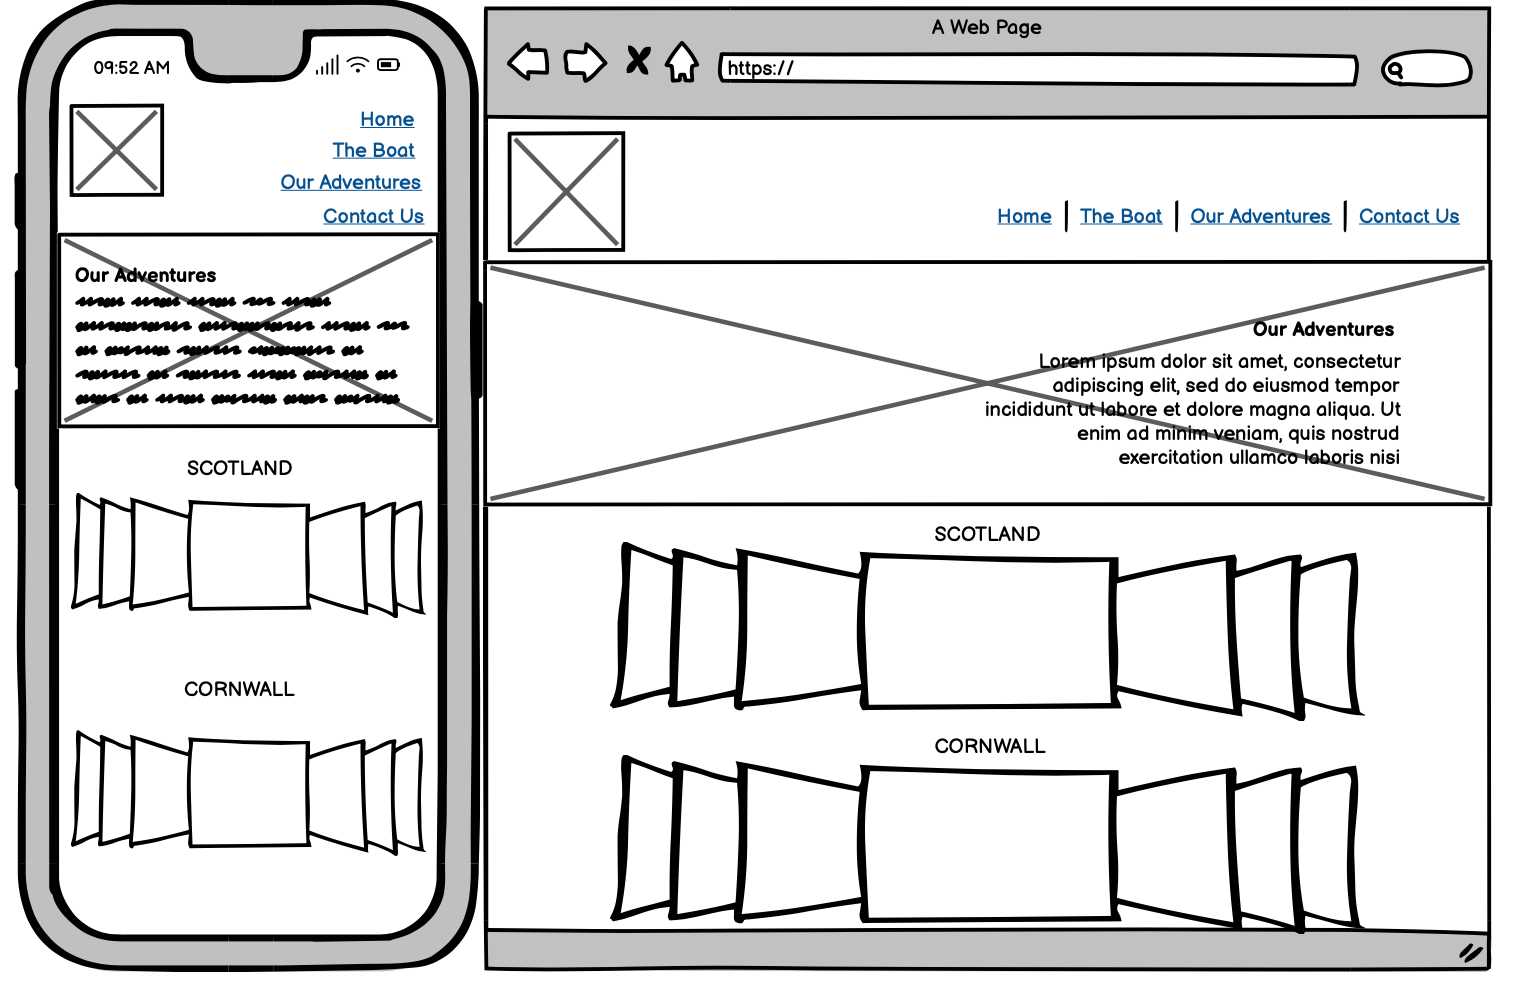 09:52 AM
Home
The Boat
Our Adventures
Contact Us
Our Adventures
SCOTLAND
CORNWALL
A Web Page
https://
Home
The Boat
Our Adventures
Contact Us
Our Adventures
Lorem ipsum dolor sit amet, consectetur
adipiscing elit, sed do eiusmod tempor
incididunt ut labore et dolore magna aliqua. Ut
enim ad minim veniam, quis nostrud
exercitation ullamco laboris nisi
SCOTLAND
CORNWALL